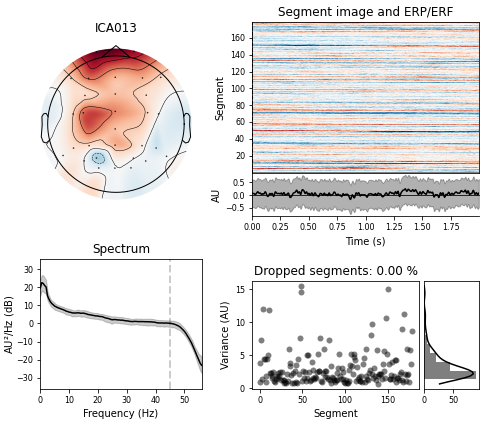 ICA013
Segment image and ERP/ERF
Segment
160
140
120
100
80
60
40
20
AU
0.5
0.0
−0.5
0.00 0.25 0.50 0.75 1.00 1.25 1.50 1.75
Time (s)
Spectrum
AU²/Hz (dB)
30
20
10
0
−10
−20
−30
0 10 20 30 40 50
Frequency (Hz)
Dropped segments: 0.00 %
Variance (AU)
15
10
5
0
0 50 100 150
Segment
0 50